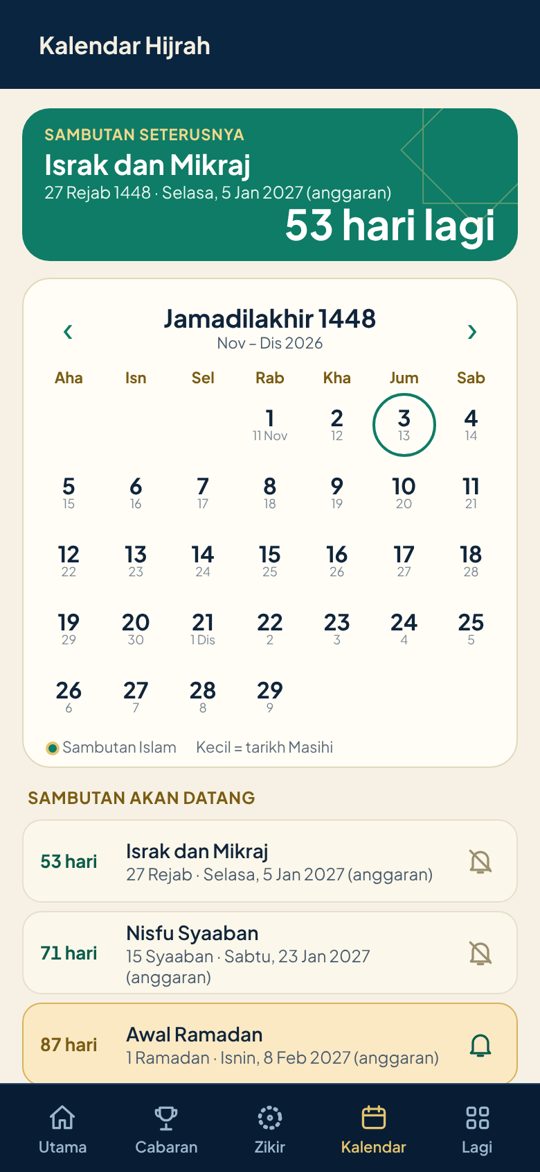 Kalendar Hijrah
SAMBUTAN SETERUSNYA
Israk dan Mikraj
27 Rejab 1448 · Selasa, 5 Jan 2027 (anggaran)
53 hari lagi
Jamadilakhir 1448
Nov – Dis 2026
Aha Isn Sel Rab Kha Jum Sab
1 2 3 4
11 Nov 12 13 14
5 6 7 8 9 10 11
15 16 17 18 19 20 21
12 13 14 15 16 17 18
22 23 24 25 26 27 28
19 20 21 22 23 24 25
29 30 1 Dis 2 3 4 5
26 27 28 29
6 7 8 9
Sambutan Islam Kecil = tarikh Masihi
SAMBUTAN AKAN DATANG
53 hari
Israk dan Mikraj
27 Rejab · Selasa, 5 Jan 2027 (anggaran)
71 hari
Nisfu Syaaban
15 Syaaban · Sabtu, 23 Jan 2027
(anggaran)
87 hari
Awal Ramadan
1 Ramadan · Isnin, 8 Feb 2027 (anggaran)
Utama Cabaran Zikir Kalendar Lagi